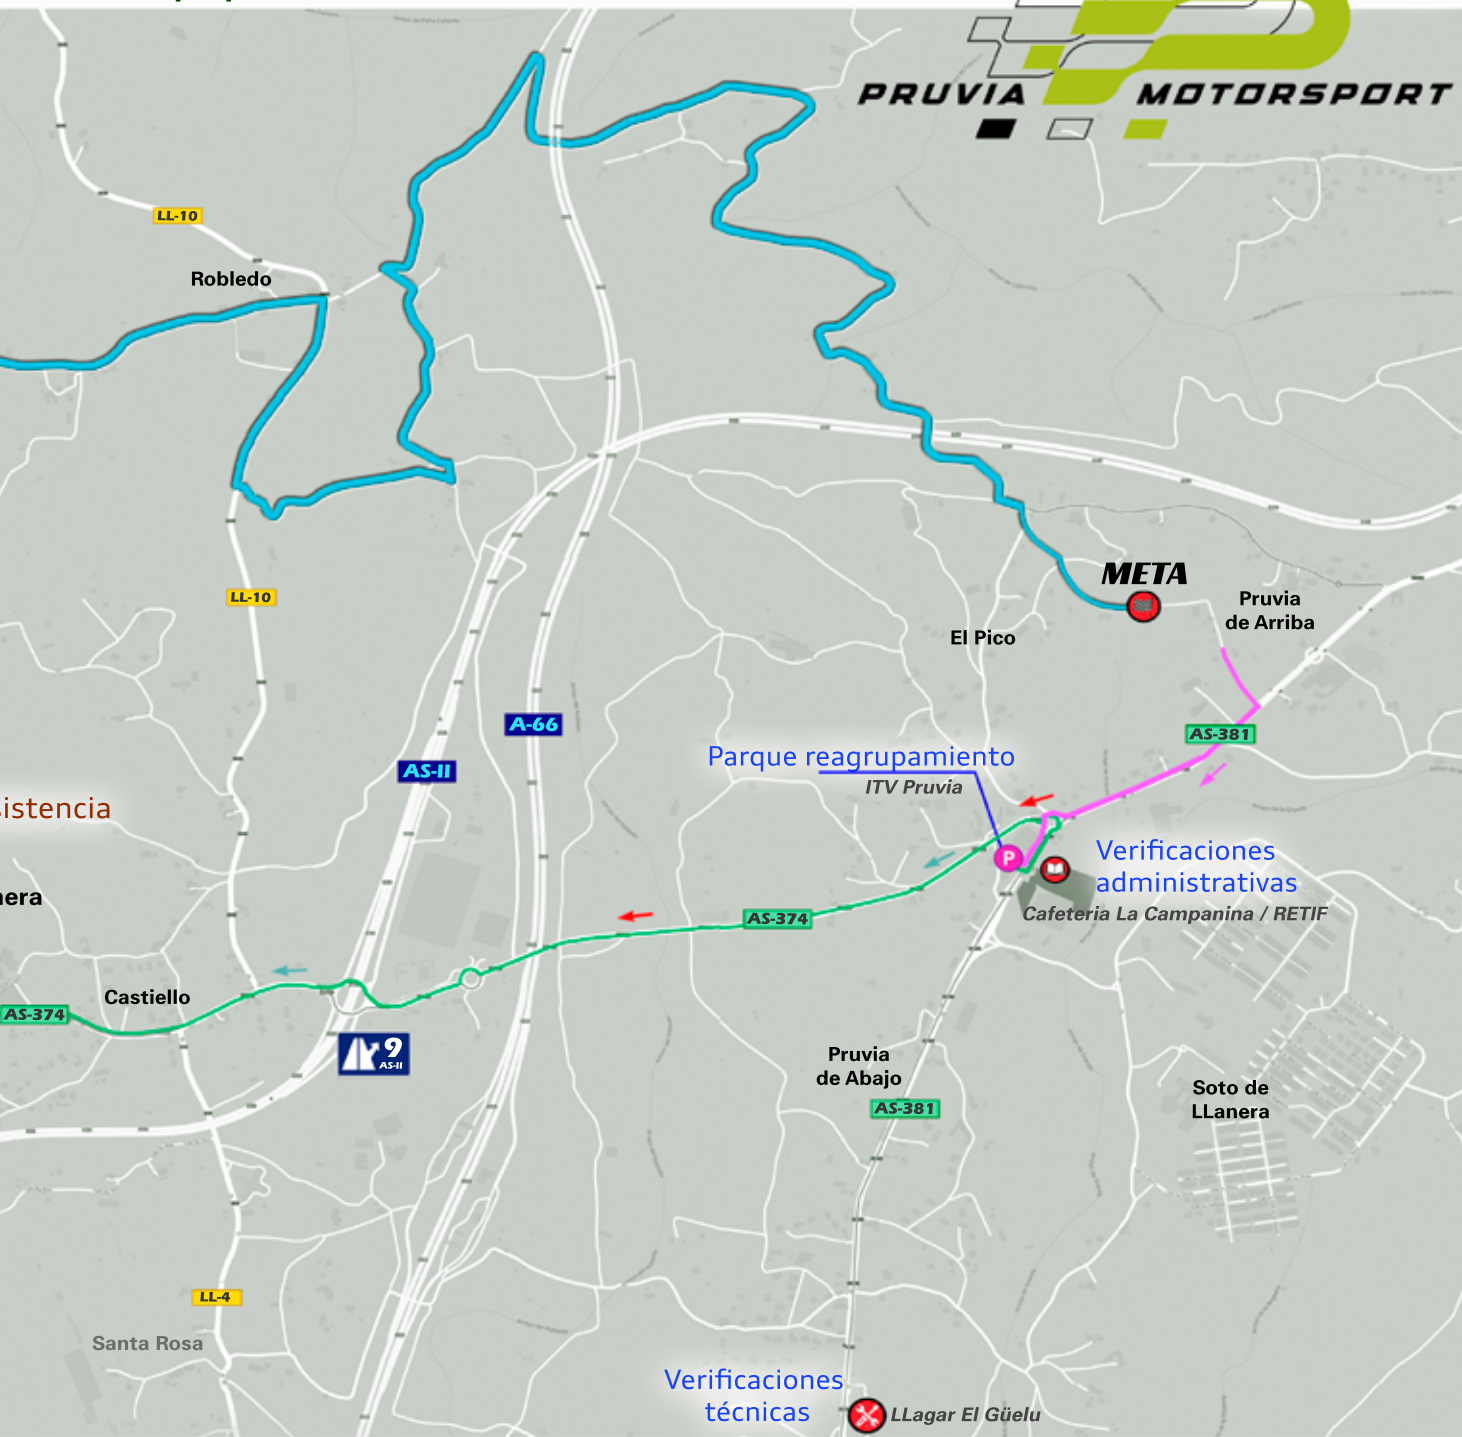 PRUVIA MOTORSPORT
LL-10
Robledo
META
Pruvia
de Arriba
LL-10
El Pico
A-66
AS-381
Parque reagrupamiento
AS-II
ITV Pruvia
sistencia
P
Verificaciones
administrativas
nera
Cafeteria La Campanina / RETIF
AS-374
Castiello
AS-374
9
AS-II
Pruvia
de Abajo
Soto de
LLanera
AS-381
LL-4
Santa Rosa
Verificaciones
técnicas
LLagar El Güelu